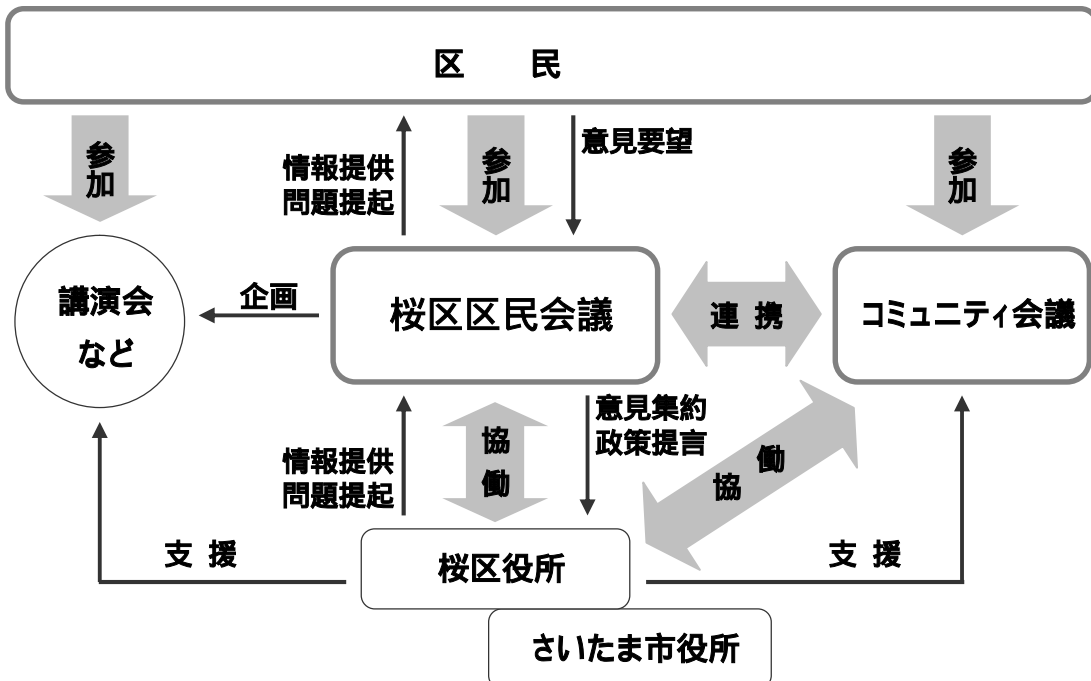 区 民
参加
情報提供
問題提起
参加
意見要望
参加
講演会
など
企画
桜区区民会議
連 携
コミュニティ会議
情報提供
問題提起
協働
意見集約
政策提言
協働
支 援
桜区役所
支 援
さいたま市役所